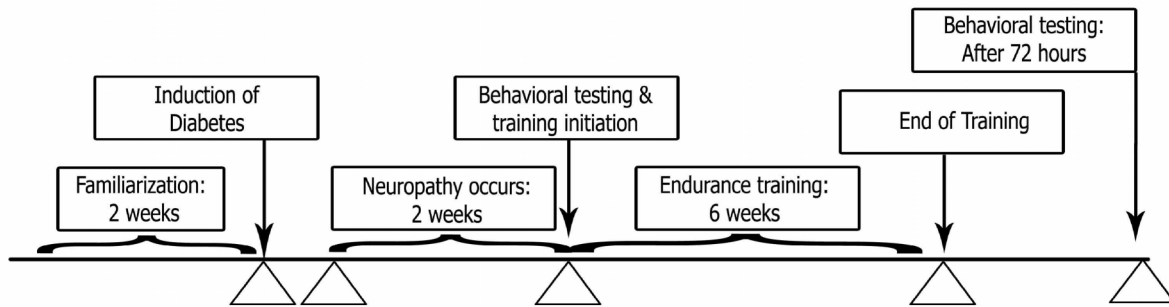 Behavioral testing:
After 72 hours
Induction of
Diabetes
Behavioral testing &
training initiation
End of Training
Familiarization:
2 weeks
Neuropathy occurs:
2 weeks
Endurance training:
6 weeks